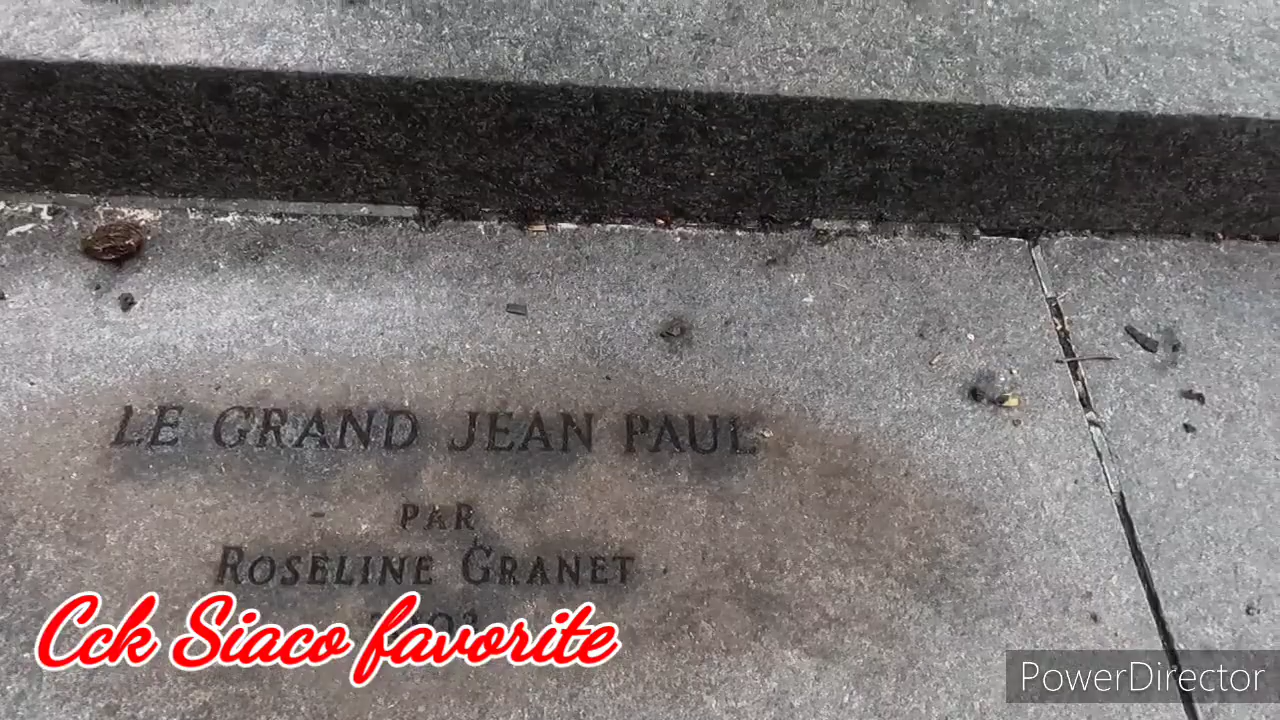 LE GRAND JEAN PAUL
PAR
ROSELINE GRANET
Cck Siaco favorite
PowerDirector